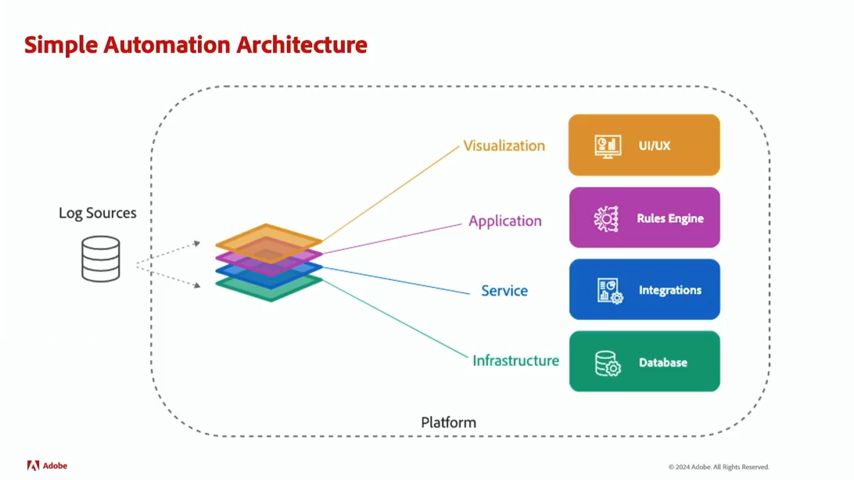 Simple Automation Architecture
Log Sources
Visualization
UI/UX
Application
Rules Engine
Service
Integrations
Infrastructure
Database
Platform
Adobe
© 2024 Adobe. All Rights Reserved.